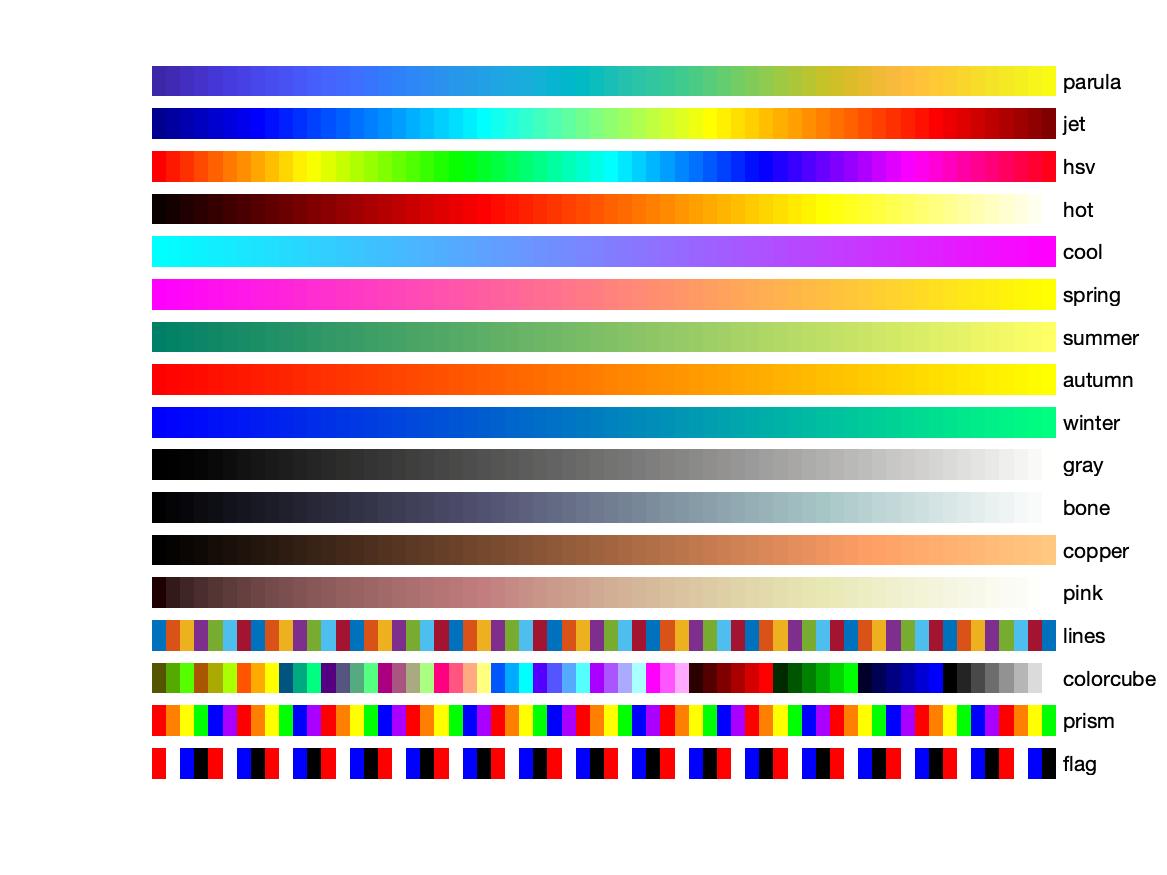 parula
jet
hsv
hot
cool
spring
summer
autumn
winter
gray
bone
copper
pink
lines
colorcube
prism
flag